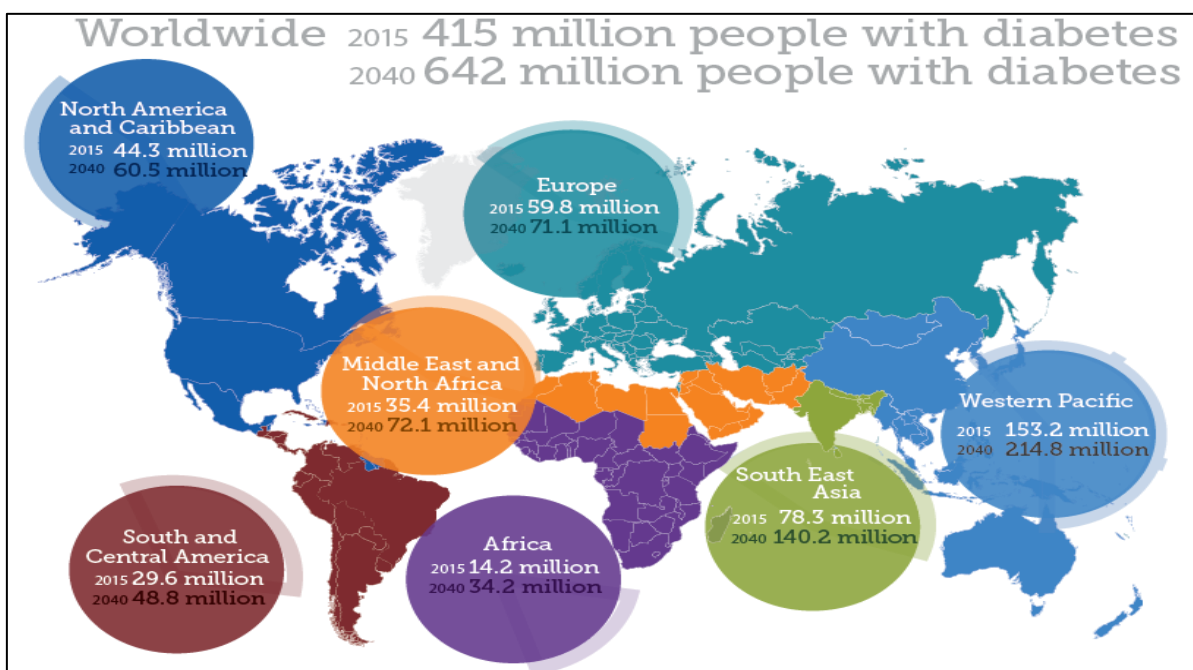 Worldwide 2015 415 million people with diabetes
2040 642 million people with diabetes
North America
and Caribbean
2015 44.3 million
2040 60.5 million
Europe
2015 59.8 million
2040 71.1 million
Middle East and
North Africa
2015 35.4 million
2040 72.1 million
Western Pacific
2015 153.2 million
2040 214.8 million
South East
Asia
2015 78.3 million
2040 140.2 million
South and
Central America
2015 29.6 million
2040 48.8 million
Africa
2015 14.2 million
2040 34.2 million